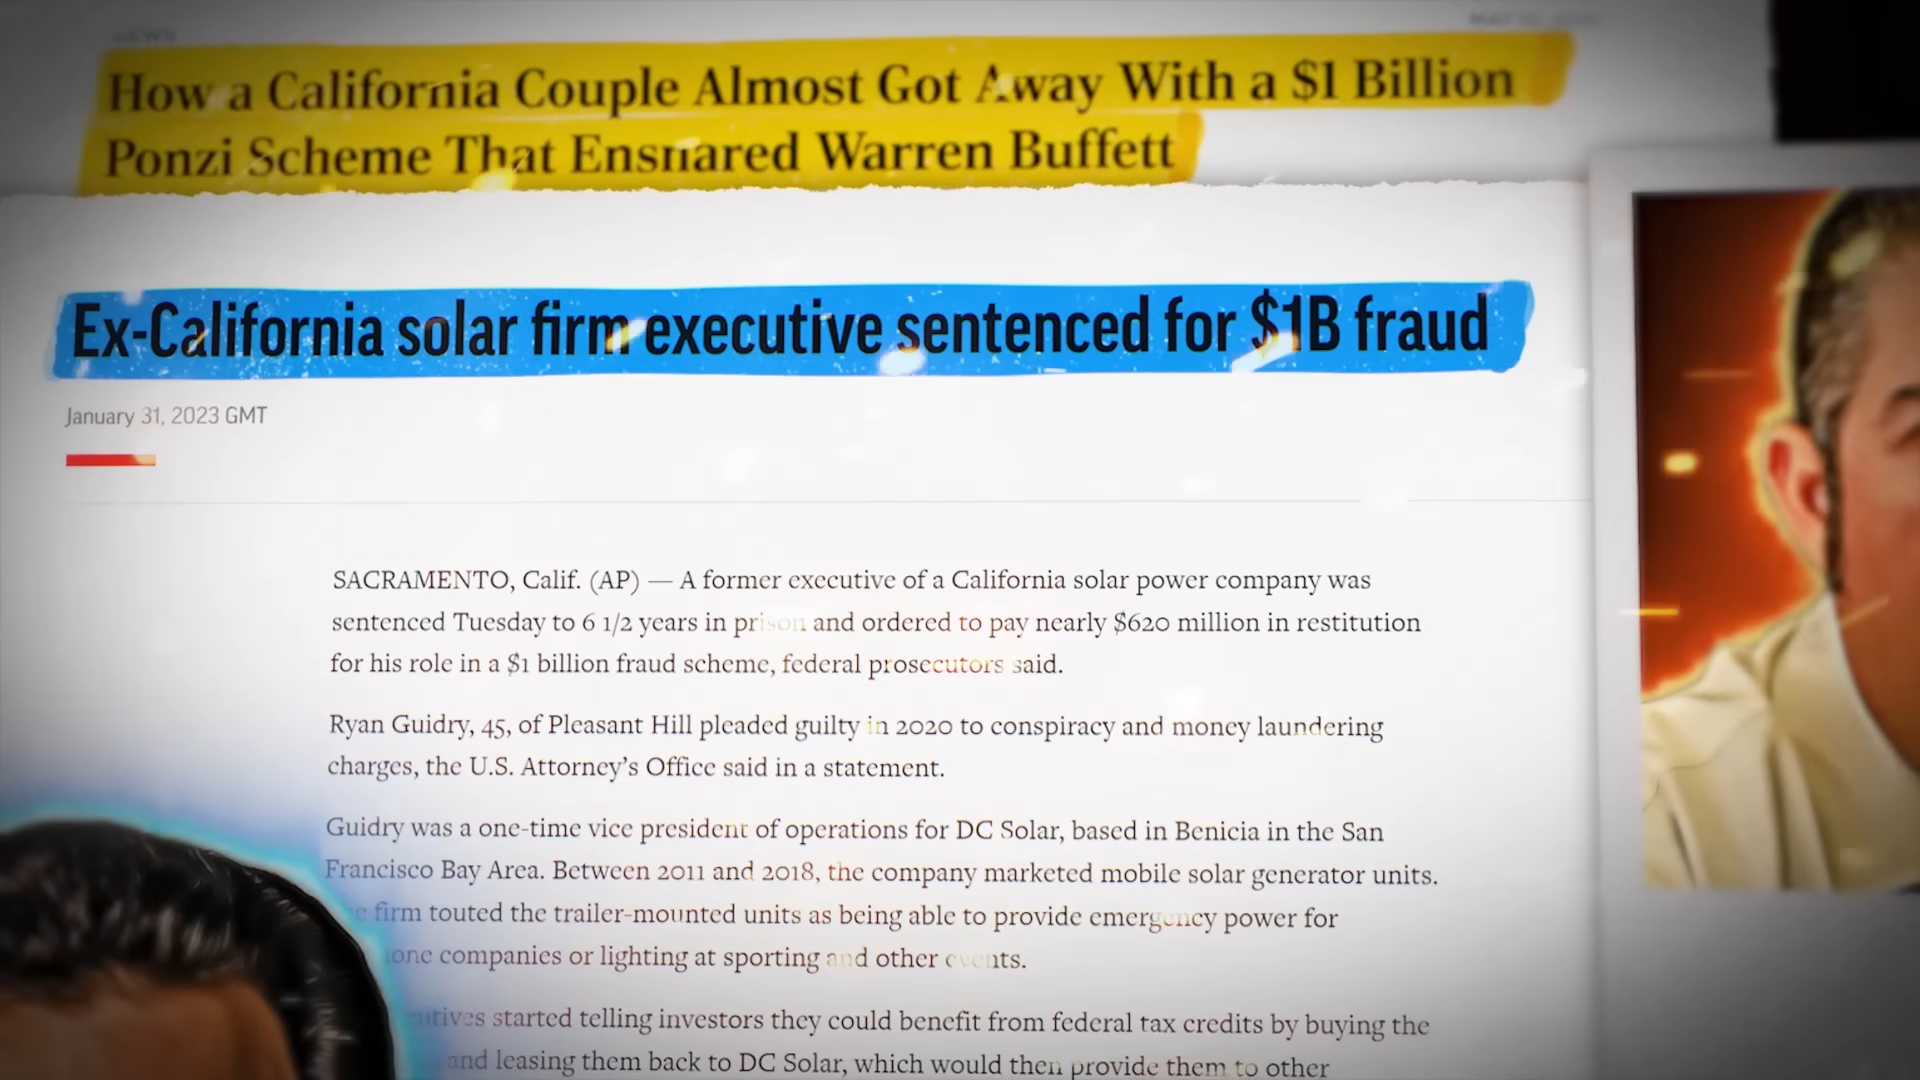 How a California Couple Almost Got Away With a $1 Billion
Ponzi Scheme That Ensnared Warren Buffett
Ex-California solar firm executive sentenced for $1B fraud
January 31, 2023 GMT
SACRAMENTO, Calif. (AP) — A former executive of a California solar power company was
sentenced Tuesday to 6 1/2 years in prison and ordered to pay nearly $620 million in restitution
for his role in a $1 billion fraud scheme, federal prosecutors said.
Ryan Guidry, 45, of Pleasant Hill pleaded guilty in 2020 to conspiracy and money laundering
charges, the U.S. Attorney's Office said in a statement.
Guidry was a one-time vice president of operations for DC Solar, based in Benicia in the San
Francisco Bay Area. Between 2011 and 2018, the company marketed mobile solar generator units.
firm touted the trailer-mounted units as being able to provide emergency power for
companies or lighting at sporting and other events.
started telling investors they could benefit from federal tax credits by buying the
and leasing them back to DC Solar, which would then provide them to other